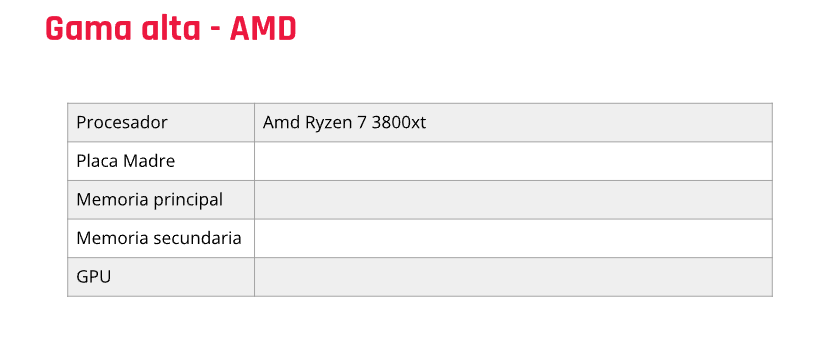 Gama alta - AMD
Procesador Amd Ryzen 7 3800xt
Placa Madre
Memoria principal
Memoria secundaria
GPU